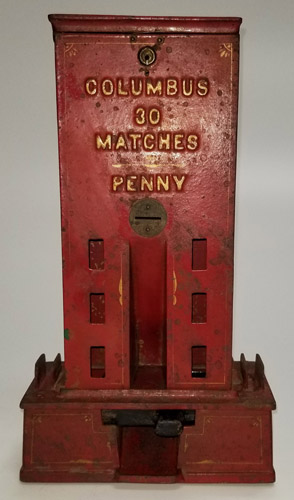 COLUMBUS
30
MATCHES
PENNY